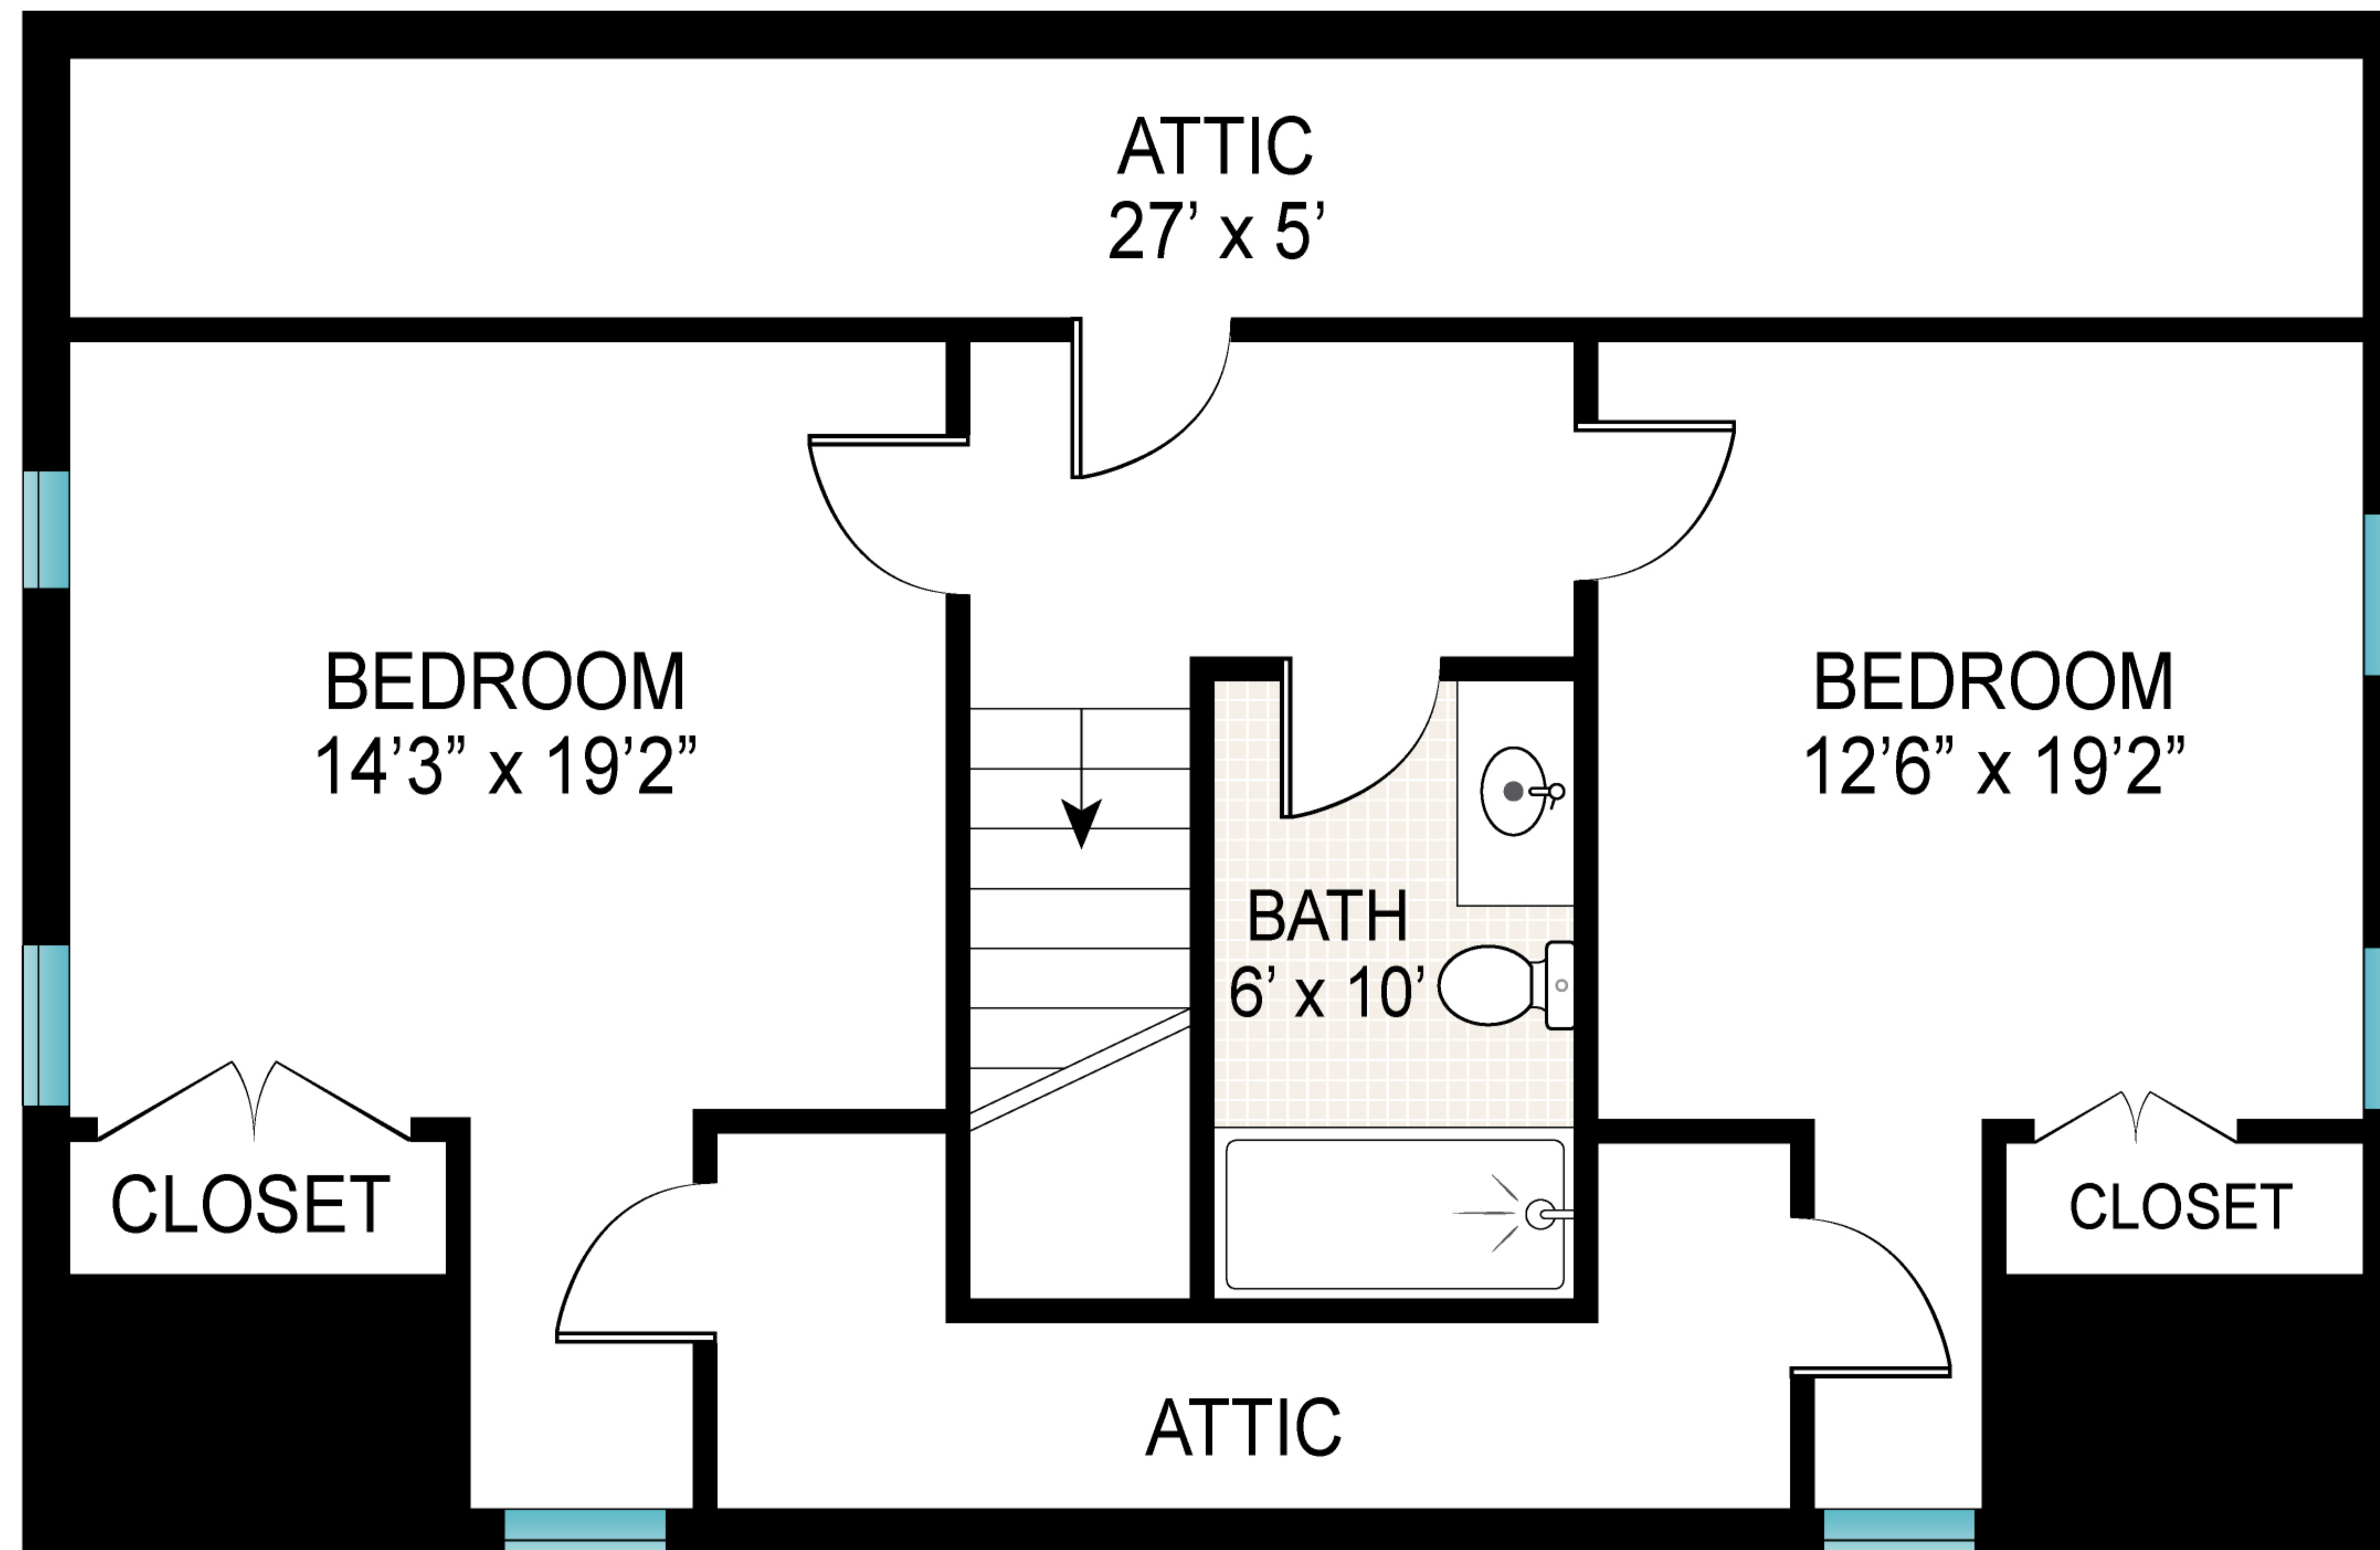 ATTIC
27’ x 5’
BEDROOM
14’3” x 19’2”
BEDROOM
12’6” x 19’2”
BATH
6’ x 10’
CLOSET
CLOSET
ATTIC